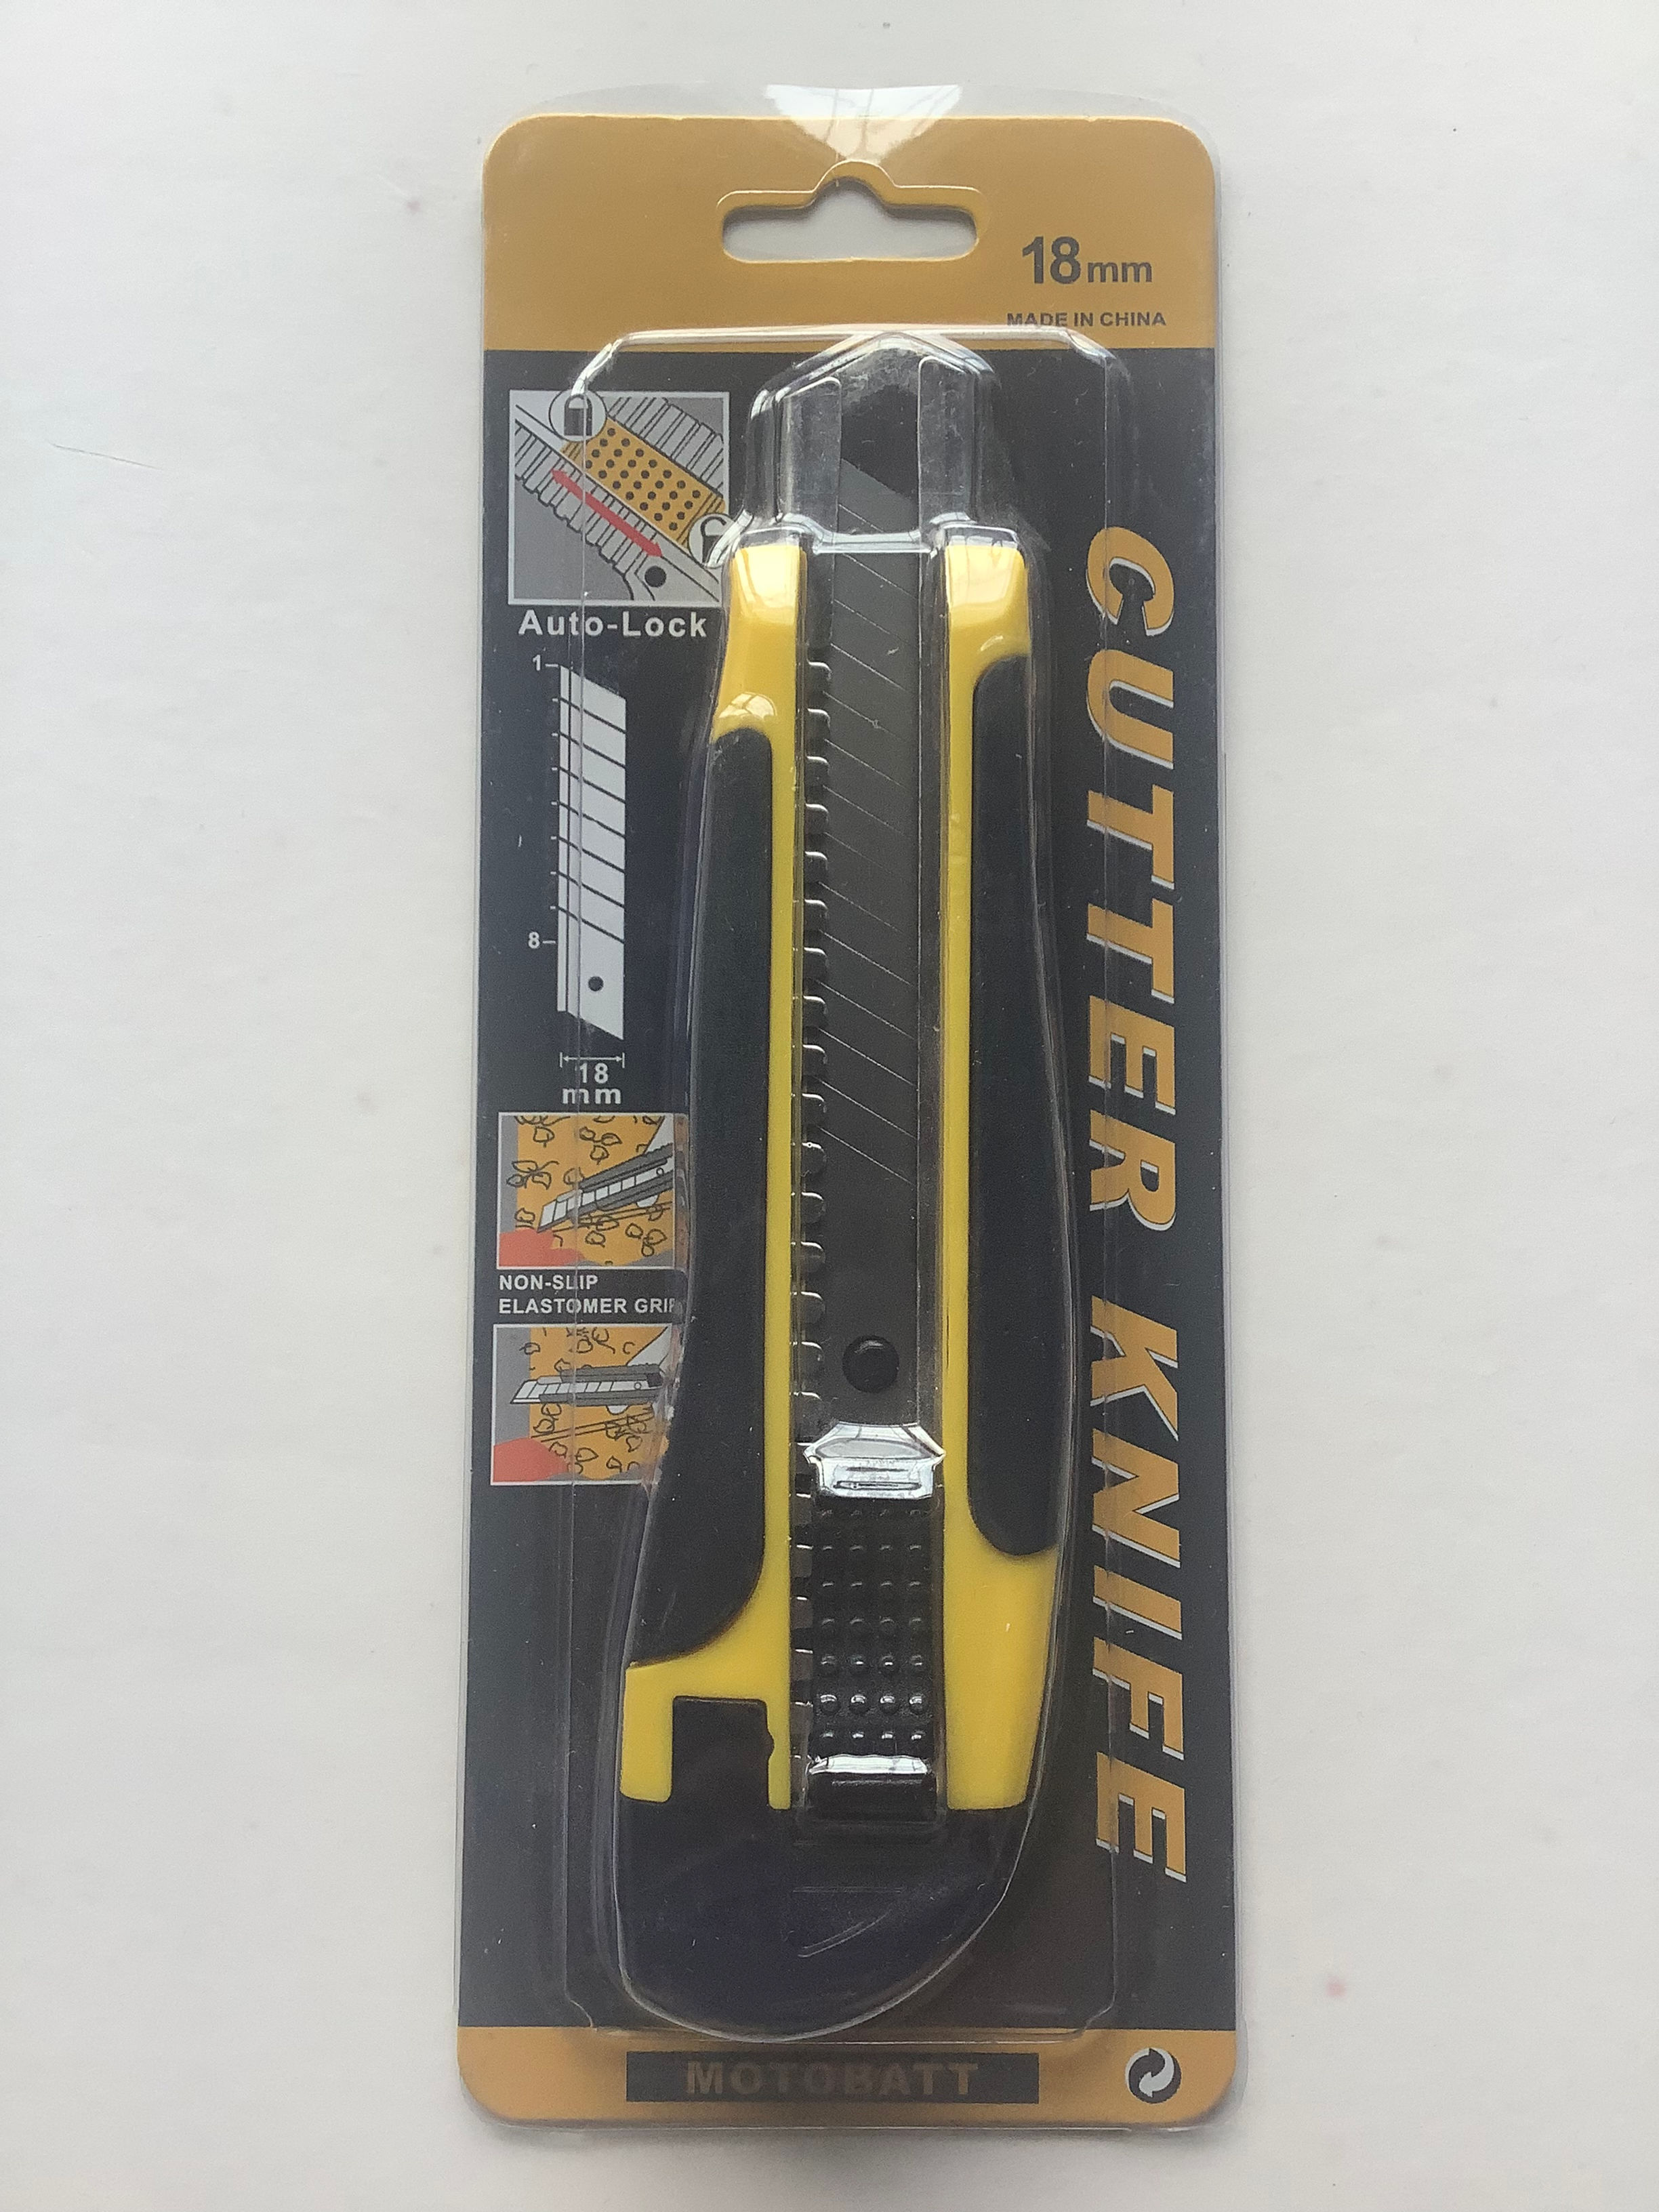 18mm
MADE IN CHINA
Auto-Lock
1
8
18
mm
NON-SLIP
ELASTOMER GRIP
CUTTER KNIFE
MOTOBATT